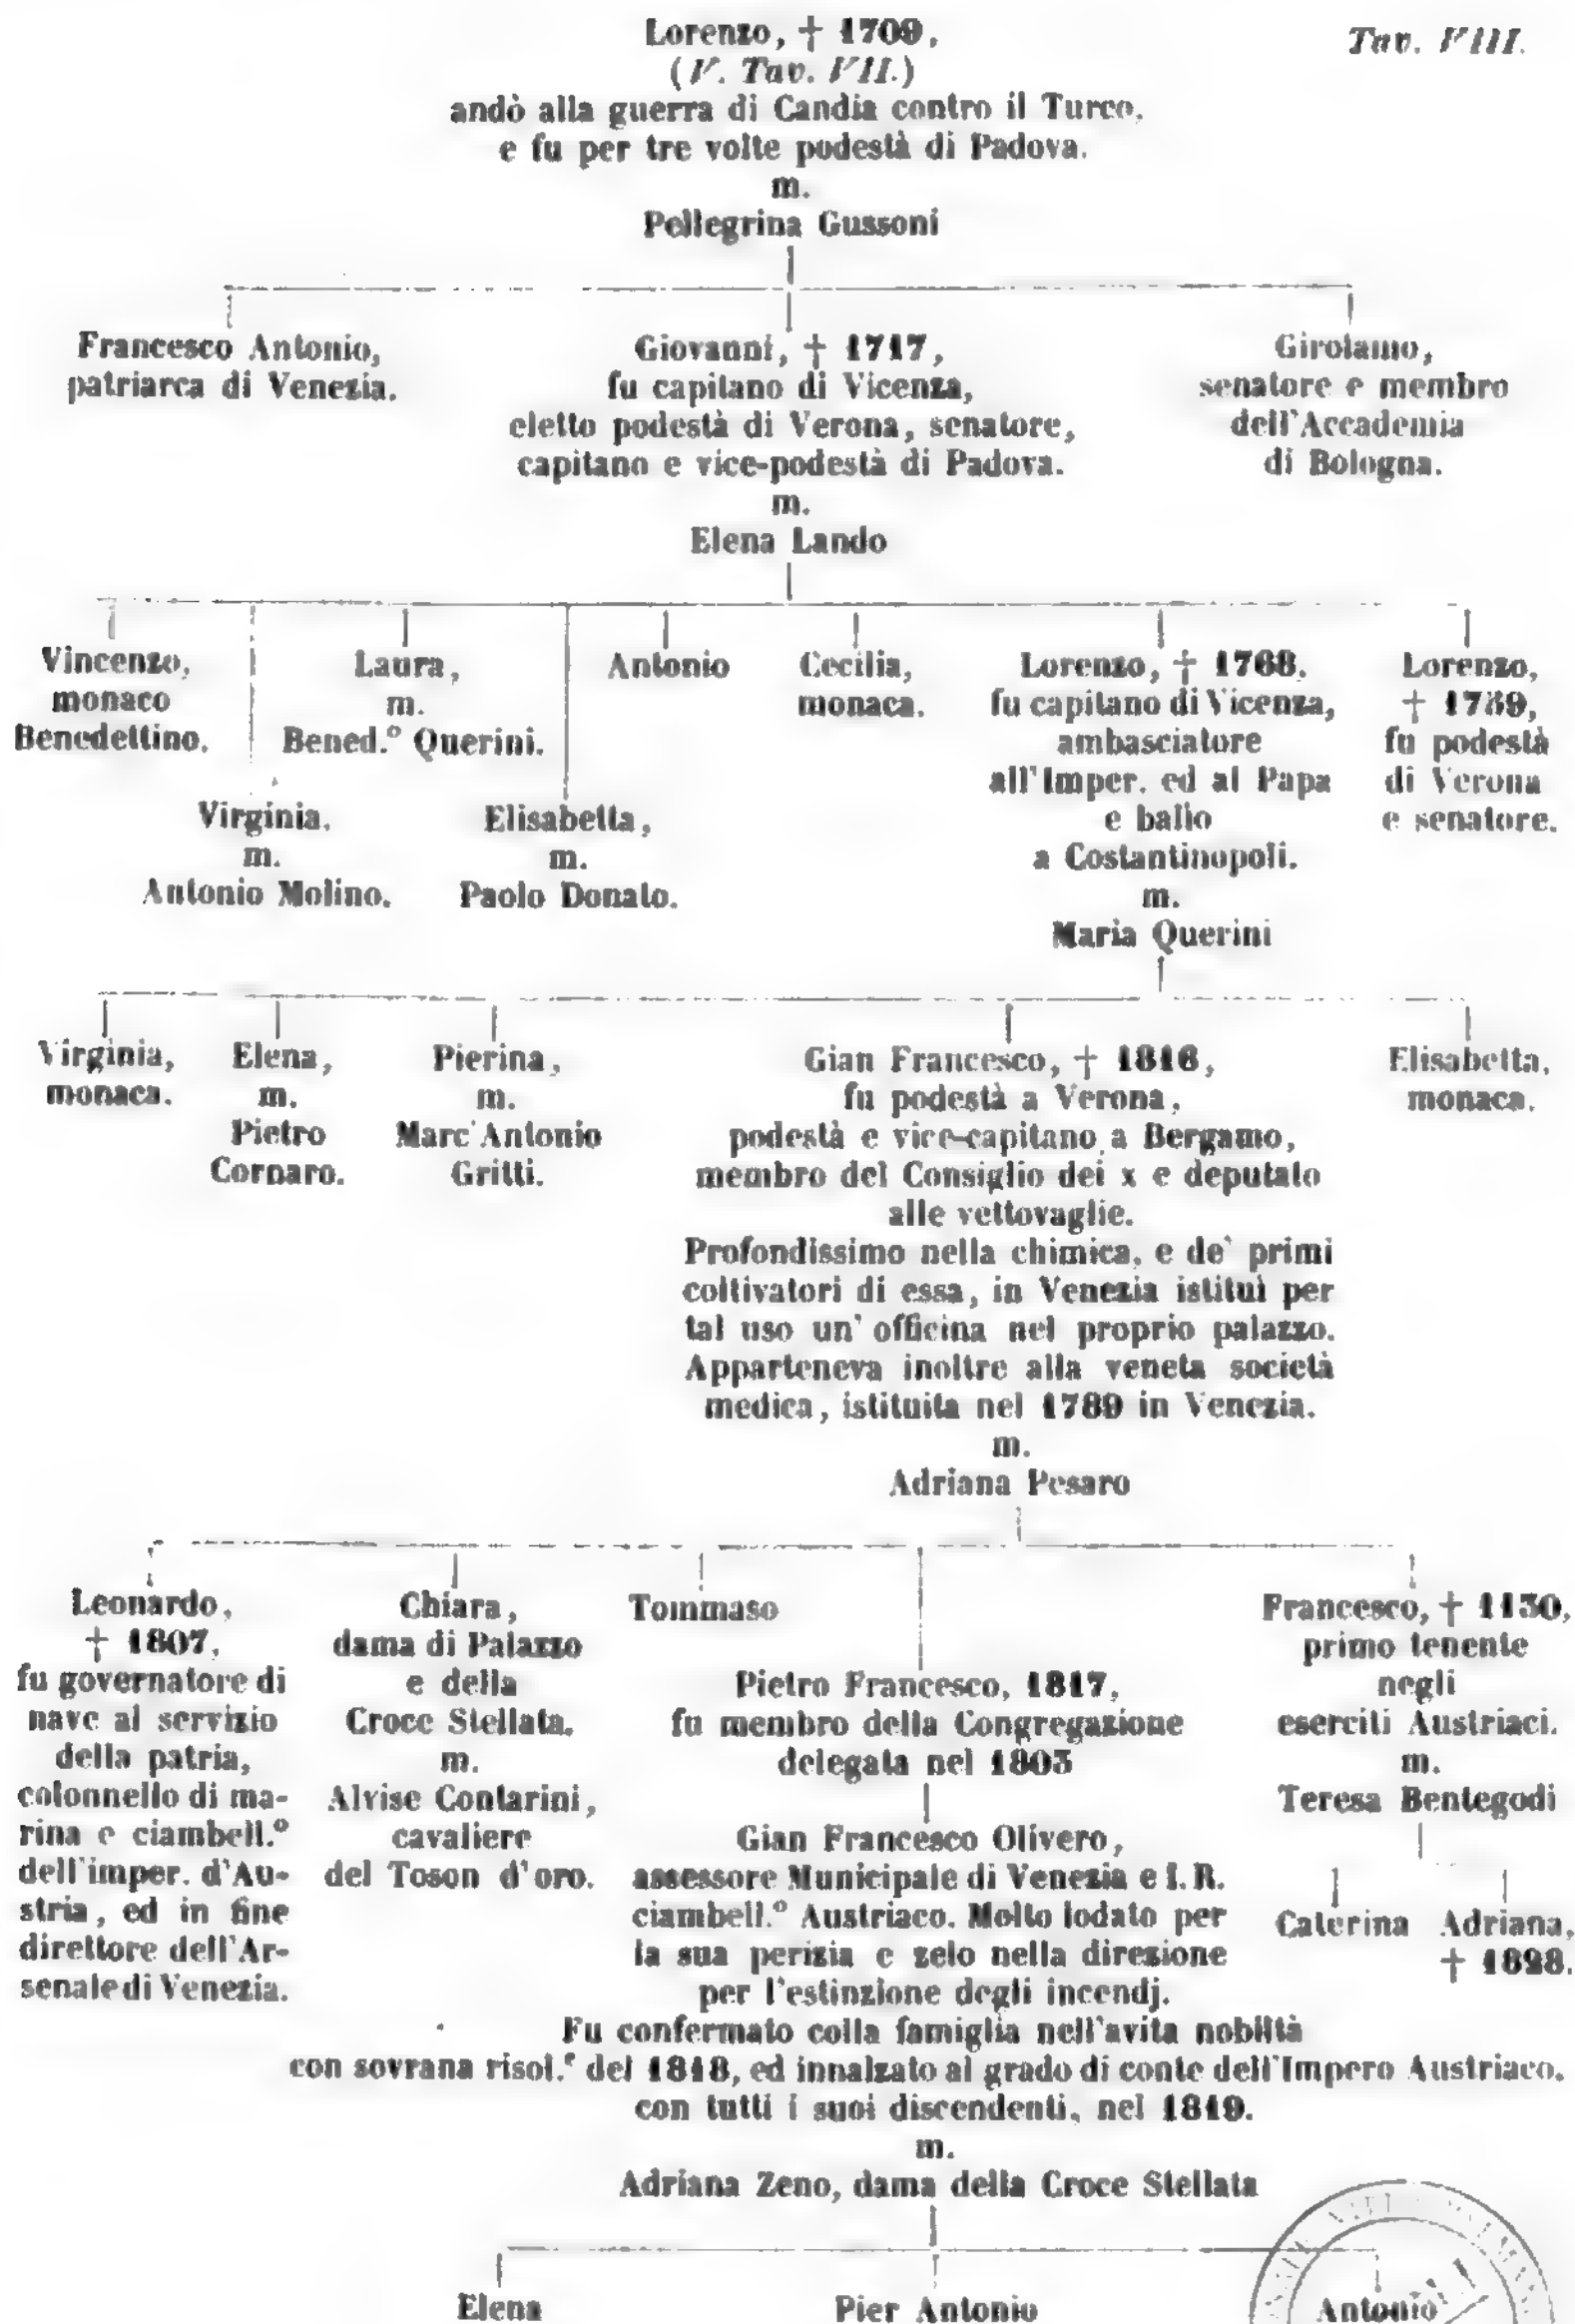 Tav. VIII.
Lorenzo, † 1709,
(V. Tav. VII.)
andò alla guerra di Candia contro il Turco,
e fu per tre volte podestà di Padova.
m.
Pellegrina Gussoni
Francesco Antonio,
patriarca di Venezia.
Giovanni, † 1717,
fu capitano di Vicenza,
eletto podestà di Verona, senatore,
capitano e vice-podestà di Padova.
m.
Elena Lando
Girolamo,
senatore e membro
dell'Accademia
di Bologna.
Vincenzo,
monaco
Benedettino.
Virginia.
m.
Antonio Molino.
Laura,
m.
Bened.º Querini.
Elisabetta,
m.
Paolo Donato.
Antonio
Cecilia,
monaca.
Lorenzo, † 1768.
fu capitano di Vicenza,
ambasciatore
all'Imper. ed al Papa
e balio
a Costantinopoli.
m.
Maria Querini
Lorenzo,
† 1789,
fu podestà
di Verona
e senatore.
Virginia,
monaca.
Elena,
m.
Pietro
Cornaro.
Pierina,
m.
Marc'Antonio
Gritti.
Gian Francesco, † 1816,
fu podestà a Verona,
podestà e vice-capitano a Bergamo,
membro del Consiglio dei x e deputato
alle vettovaglie.
Profondissimo nella chimica, e de' primi
coltivatori di essa, in Venezia istituì per
tal uso un' officina nel proprio palazzo.
Apparteneva inoltre alla veneta società
medica, istituita nel 1789 in Venezia.
m.
Adriana Pesaro
Elisabetta,
monaca.
Leonardo,
† 1807,
fu governatore di
nave al servizio
della patria,
colonnello di ma-
rina e ciambell.º
dell'imper. d'Au-
stria, ed in fine
direttore dell'Ar-
senale di Venezia.
Chiara,
dama di Palazzo
e della
Croce Stellata.
m.
Alvise Contarini,
cavaliere
del Toson d'oro.
Tommaso
Pietro Francesco, 1817,
fu membro della Congregazione
delegata nel 1805
Gian Francesco Olivero,
assessore Municipale di Venezia e I. R.
ciambell.º Austriaco. Molto lodato per
la sua perizia e zelo nella direzione
per l'estinzione degli incendj.
Fu confermato colla famiglia nell'avita nobiltà
con sovrana risol.e del 1818, ed innalzato al grado di conte dell'Impero Austriaco.
con tutti i suoi discendenti, nel 1819.
m.
Adriana Zeno, dama della Croce Stellata
Francesco, † 1130,
primo tenente
negli
eserciti Austriaci.
m.
Teresa Bentegodi
Caterina
Adriana,
† 1828.
Elena
Pier Antonio
Antonio